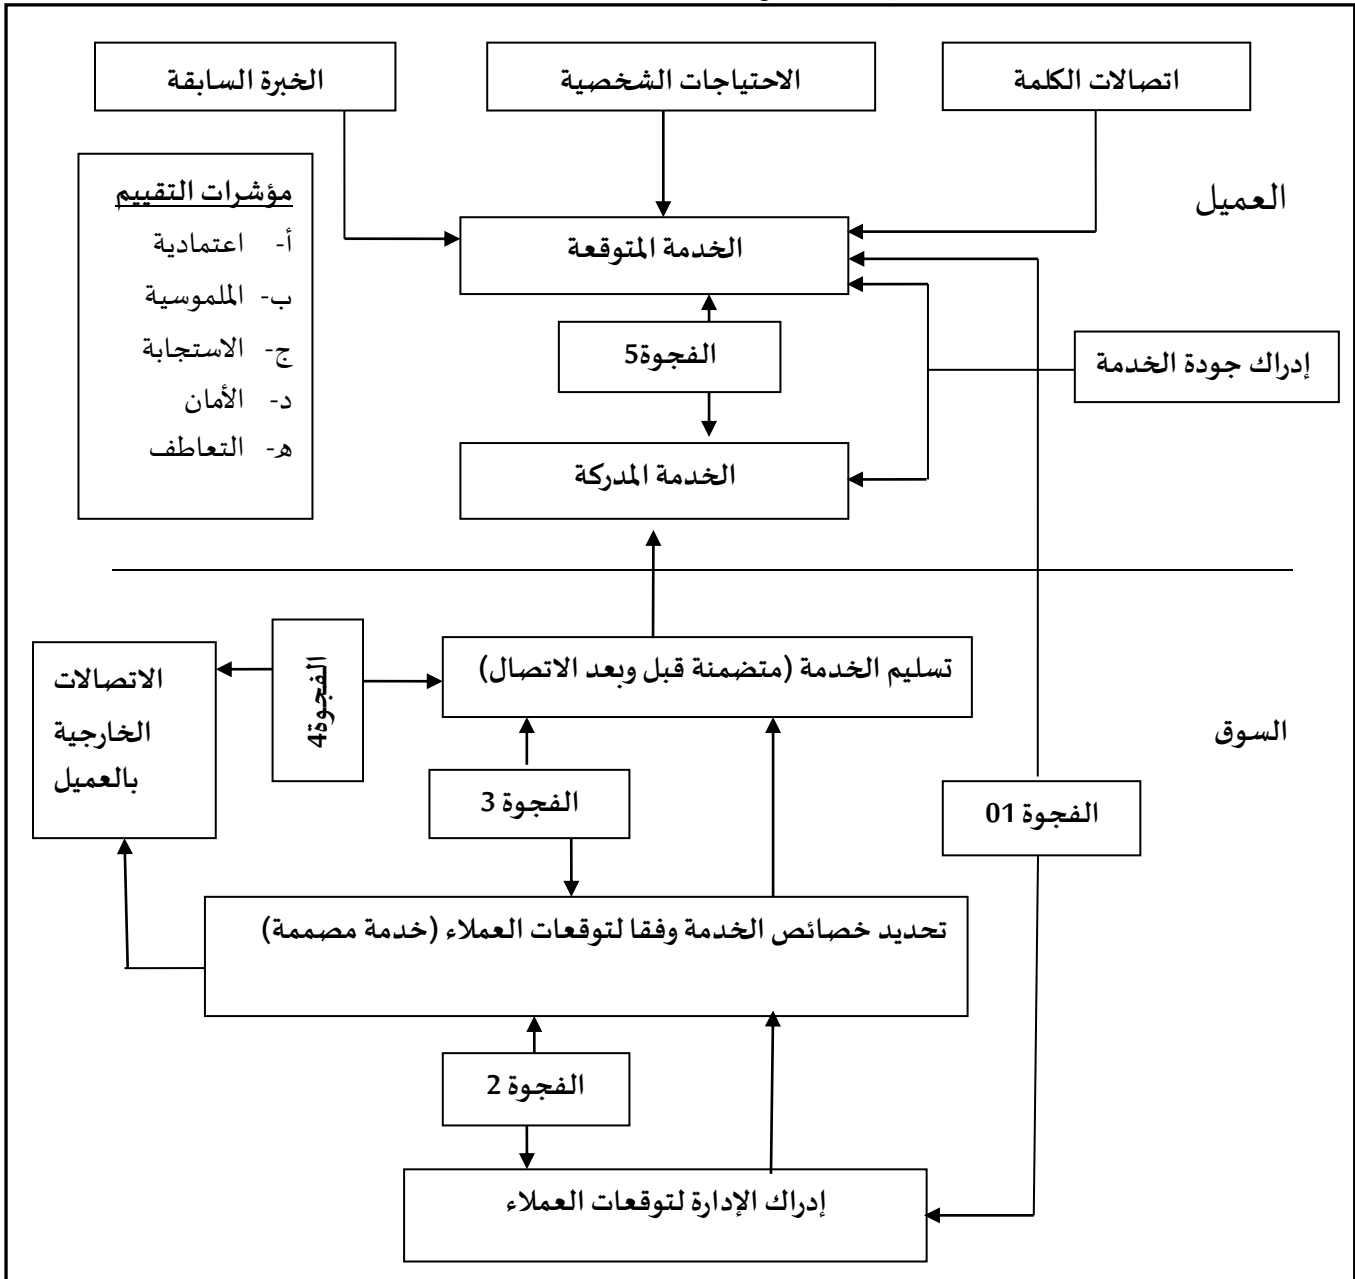 اتصالات الكلمة
الاحتياجات الشخصية
الخبرة السابقة
العميل
مؤشرات التقييم
أ- اعتمادية
ب- الملموسية
ج- الاستجابة
د- الأمان
ه- التعاطف
الخدمة المتوقعة
الفجوة5
إدراك جودة الخدمة
الخدمة المدركة
السوق
تسليم الخدمة (متضمنة قبل وبعد الاتصال)
الفجوة4
الاتصالات
الخارجية
بالعميل
الفجوة 3
الفجوة 01
تحديد خصائص الخدمة وفقا لتوقعات العملاء (خدمة مصممة)
الفجوة 2
إدراك الإدارة لتوقعات العملاء